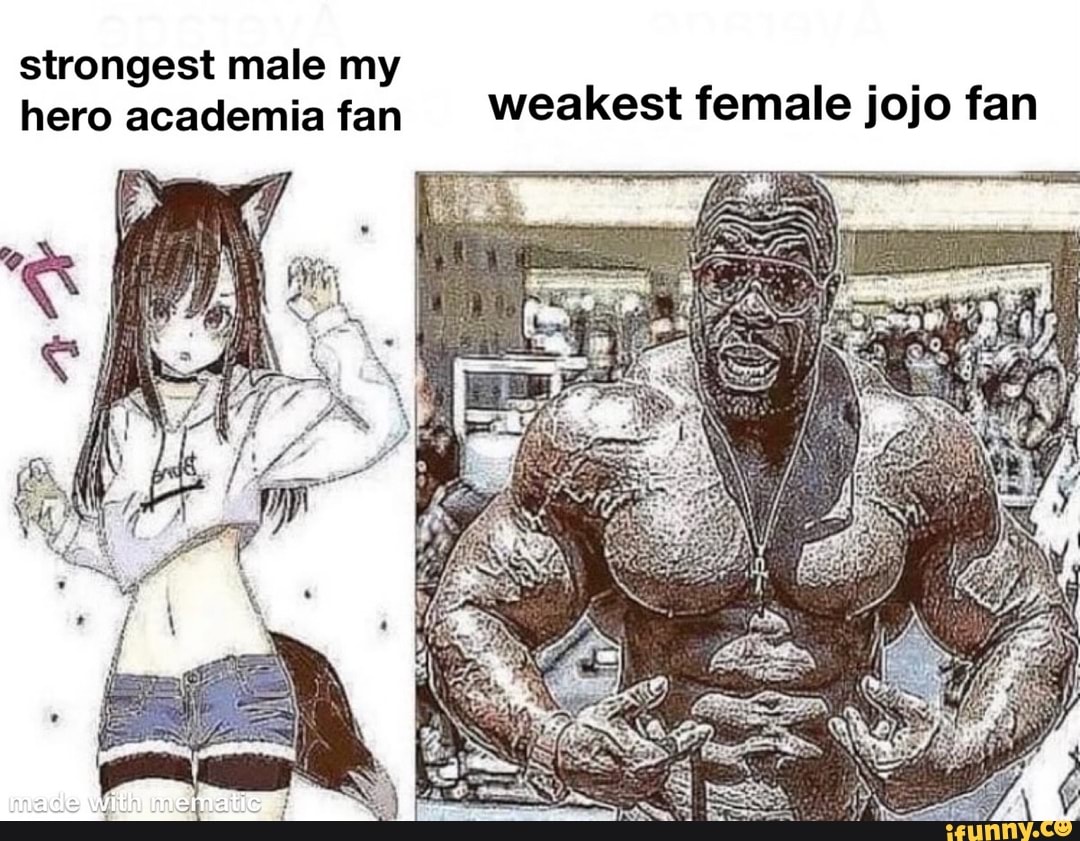 strongest male my
hero academia fan
weakest female jojo fan
made with mematic
ifunny.co